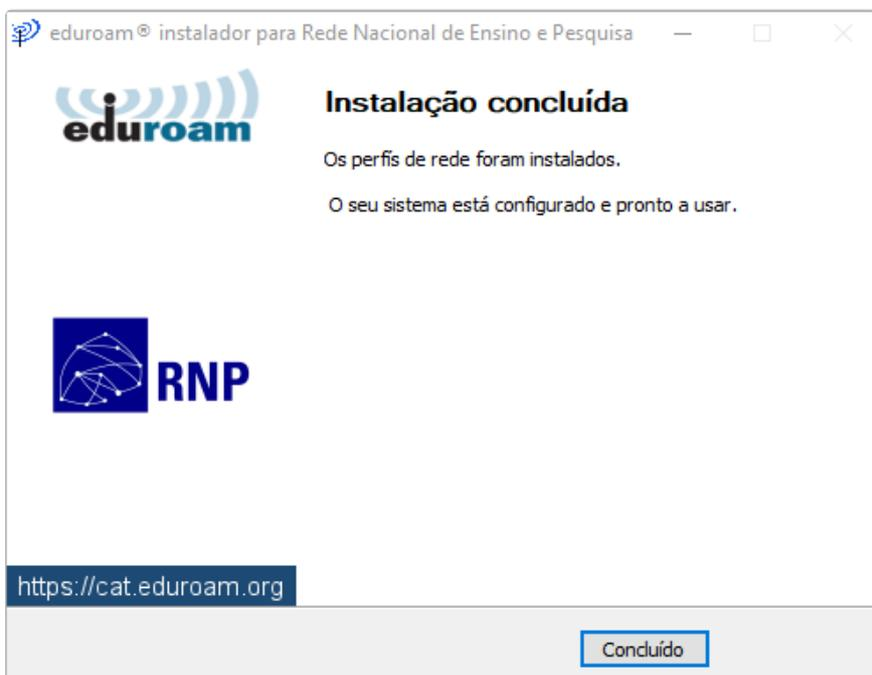 eduroam® instalador para Rede Nacional de Ensino e Pesquisa
eduroam
Instalação concluída
Os perfís de rede foram instalados.
O seu sistema está configurado e pronto a usar.
RNP
https://cat.eduroam.org
Concluído